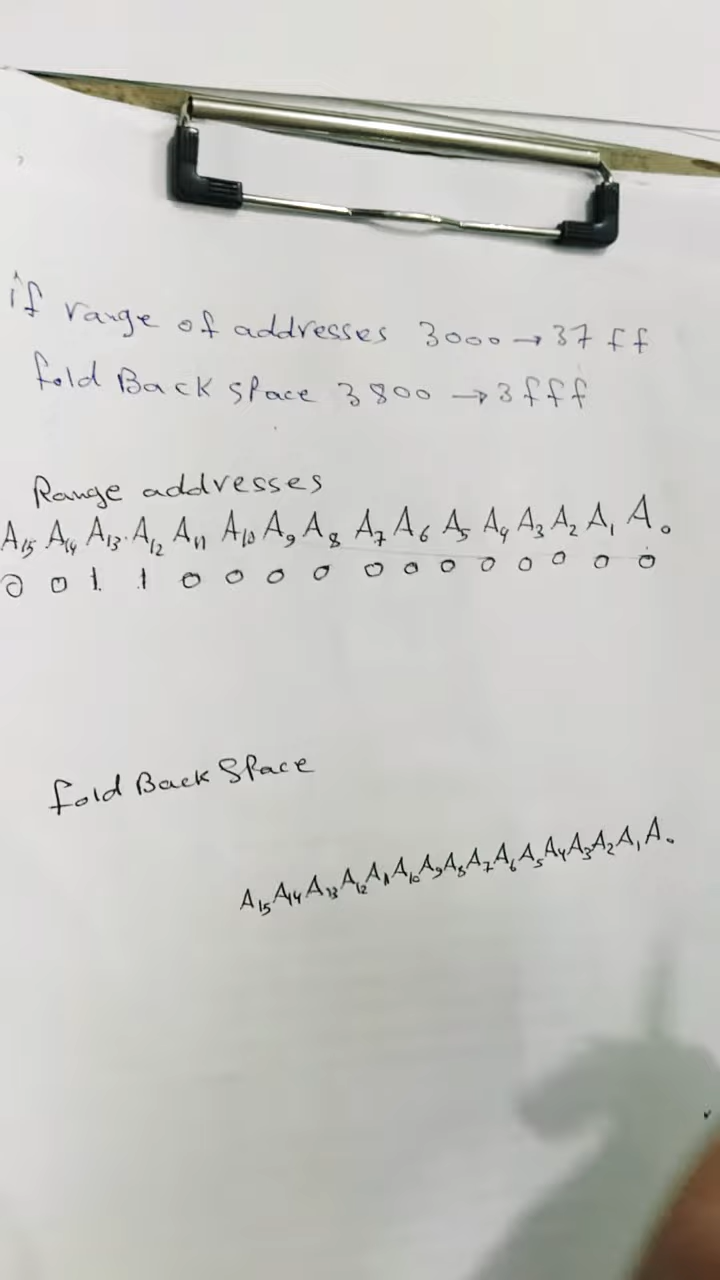 if range of addresses 3000 → 37ff
fold Back space 3800 → 3fff
Range addresses
A15 A14 A13 A12 A11 A10 A9 A8 A7 A6 A5 A4 A3 A2 A1 A0
0 0 1 1 0 0 0 0 0 0 0 0 0 0 0 0
fold Back Space
A15 A14 A13 A12 A11 A10 A9 A8 A7 A6 A5 A4 A3 A2 A1 A0